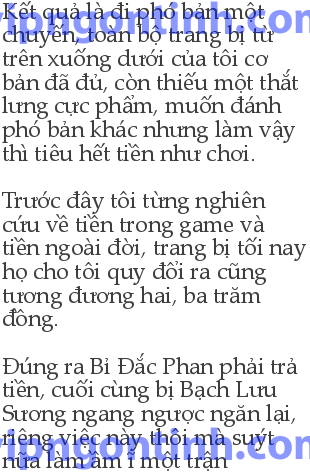 Kết quả là đi phó bản một
chuyến, toàn bộ trang bị từ
trên xuống dưới của tôi cơ
bản đã đủ, còn thiếu một thắt
lưng cực phẩm, muốn đánh
phó bản khác nhưng làm vậy
thì tiêu hết tiền như chơi.
Trước đây tôi từng nghiên
cứu về tiền trong game và
tiền ngoài đời, trang bị tối nay
họ cho tôi quy đổi ra cũng
tương đương hai, ba trăm
đồng.
Đúng ra Bỉ Đắc Phan phải trả
tiền, cuối cùng bị Bạch Lưu
Sương ngang ngược ngăn lại,
riêng việc này thôi mà suýt
nữa làm ầm ĩ một trận